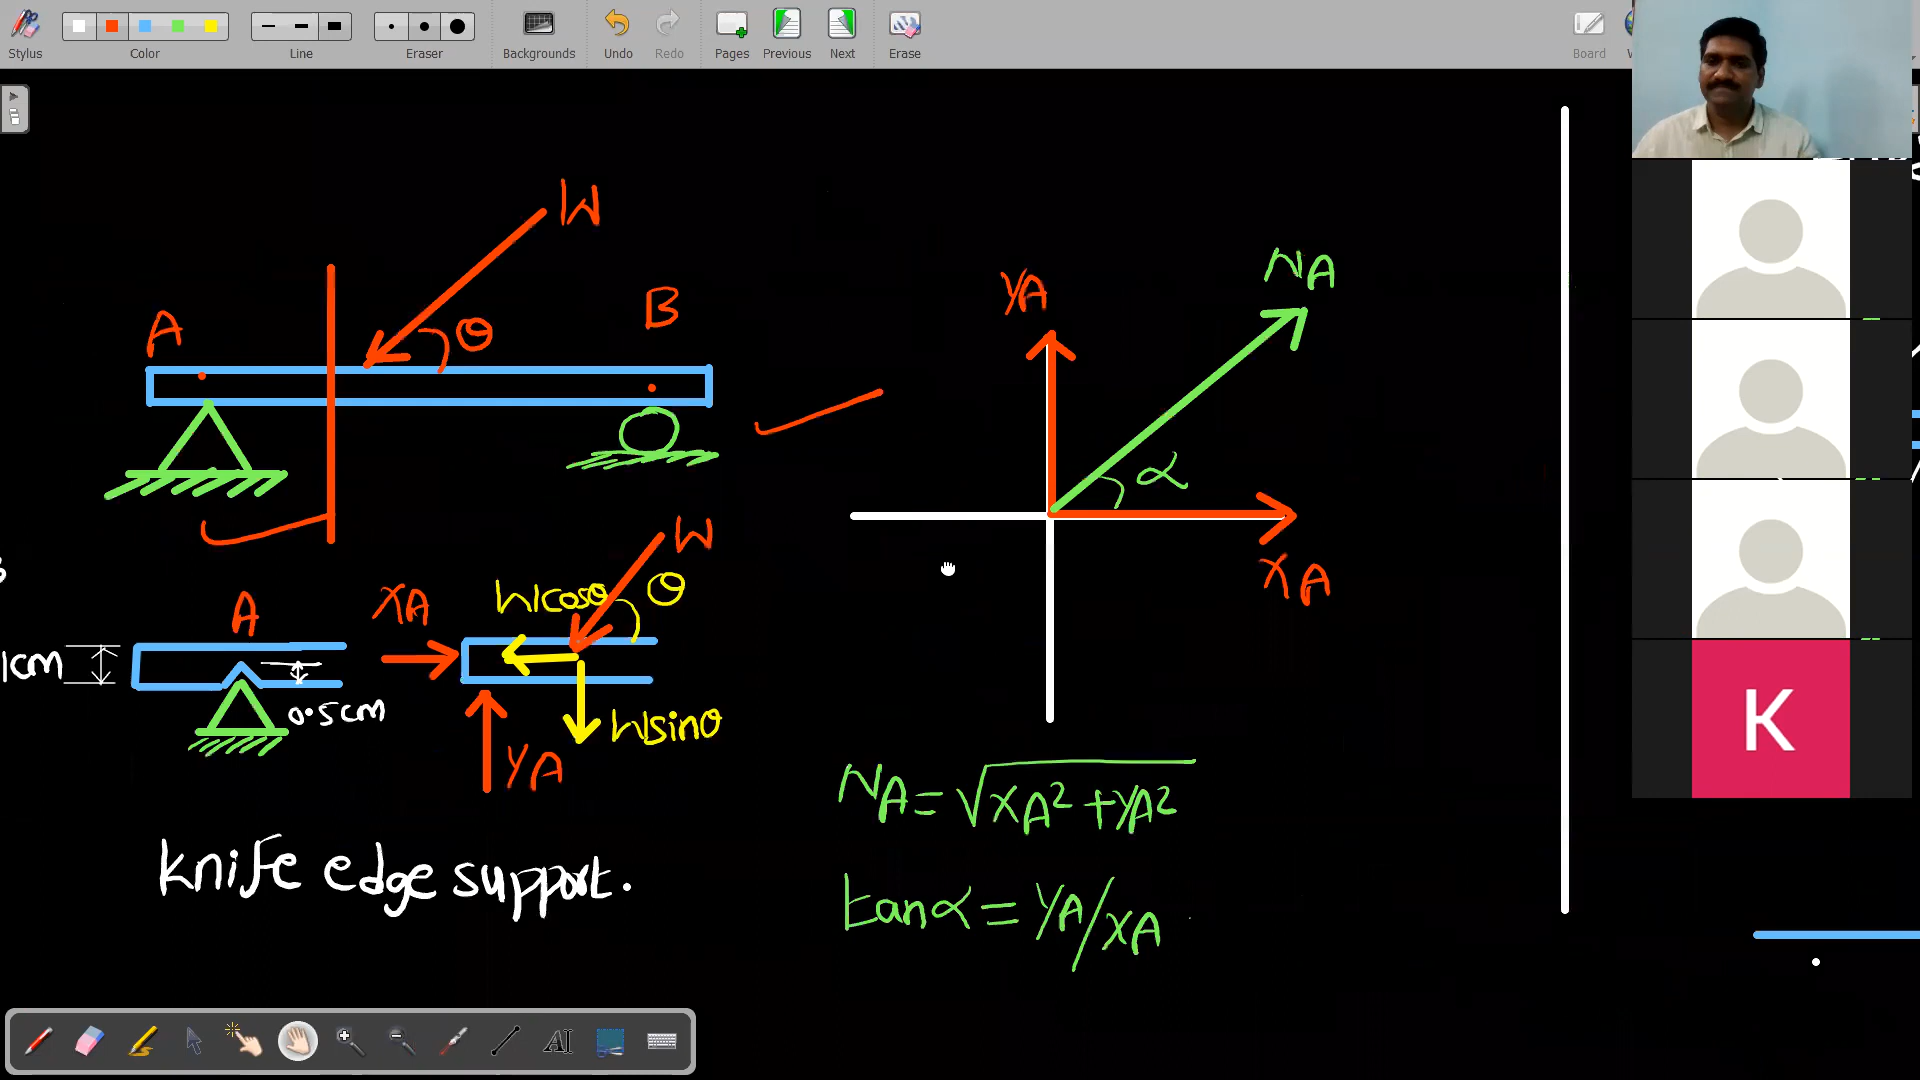 Stylus
Color
Line
Eraser
Backgrounds
Undo
Redo
Pages
Previous
Next
Erase
Board
W
A
θ
B
YA
NA
α
XA
W
θ
Wcosθ
XA
A
1cm
0.5cm
Wsinθ
YA
knife edge support.
NA = √XA² + YA²
tanα = YA/XA
K